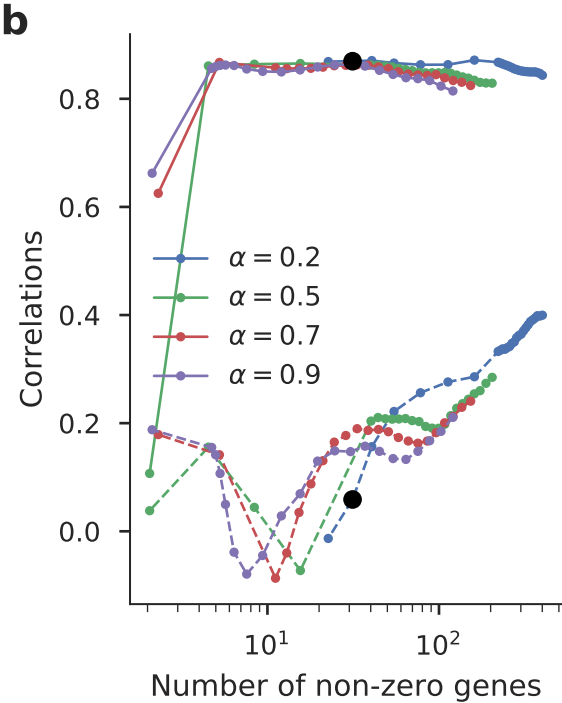 b
Correlations
0.8
0.6
0.4
0.2
0.0
α = 0.2
α = 0.5
α = 0.7
α = 0.9
10¹
10²
Number of non-zero genes